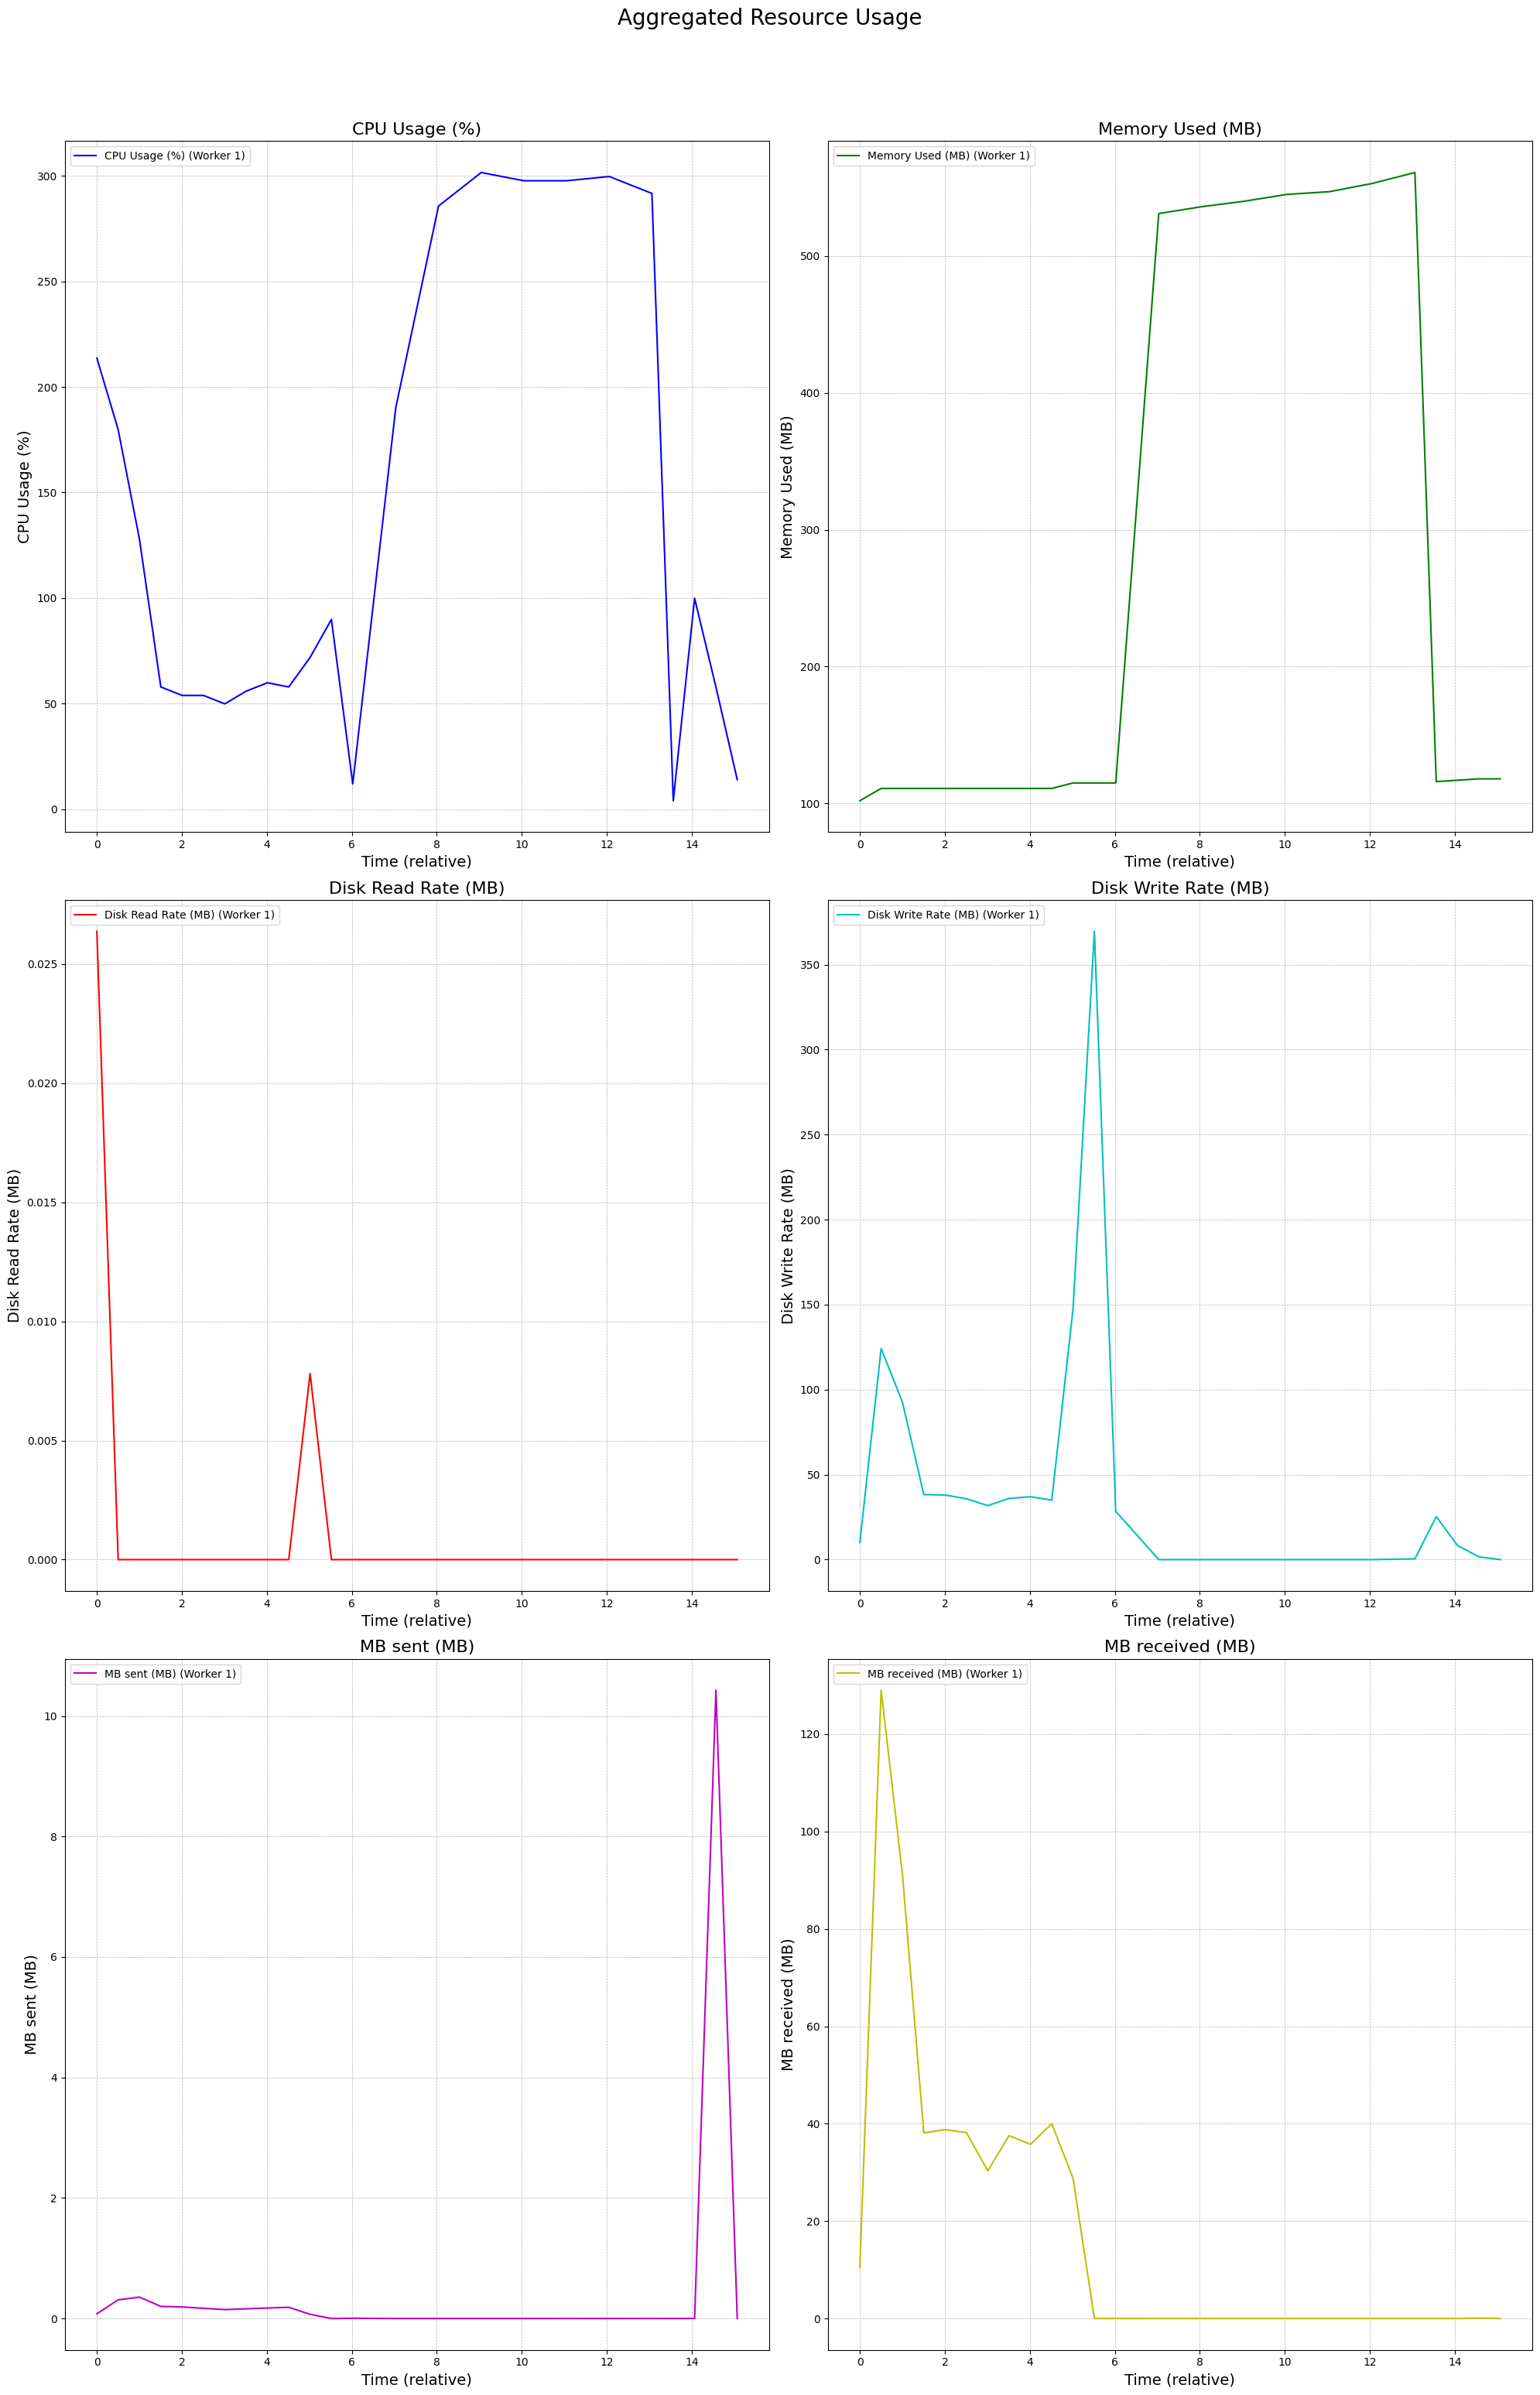 Aggregated Resource Usage
CPU Usage (%)
CPU Usage (%) (Worker 1)
CPU Usage (%)
300
250
200
150
100
50
0
0 2 4 6 8 10 12 14
Time (relative)
Memory Used (MB)
Memory Used (MB) (Worker 1)
Memory Used (MB)
500
400
300
200
100
0 2 4 6 8 10 12 14
Time (relative)
Disk Read Rate (MB)
Disk Read Rate (MB) (Worker 1)
Disk Read Rate (MB)
0.025
0.020
0.015
0.010
0.005
0.000
0 2 4 6 8 10 12 14
Time (relative)
Disk Write Rate (MB)
Disk Write Rate (MB) (Worker 1)
Disk Write Rate (MB)
350
300
250
200
150
100
50
0
0 2 4 6 8 10 12 14
Time (relative)
MB sent (MB)
MB sent (MB) (Worker 1)
MB sent (MB)
10
8
6
4
2
0
0 2 4 6 8 10 12 14
Time (relative)
MB received (MB)
MB received (MB) (Worker 1)
MB received (MB)
120
100
80
60
40
20
0
0 2 4 6 8 10 12 14
Time (relative)